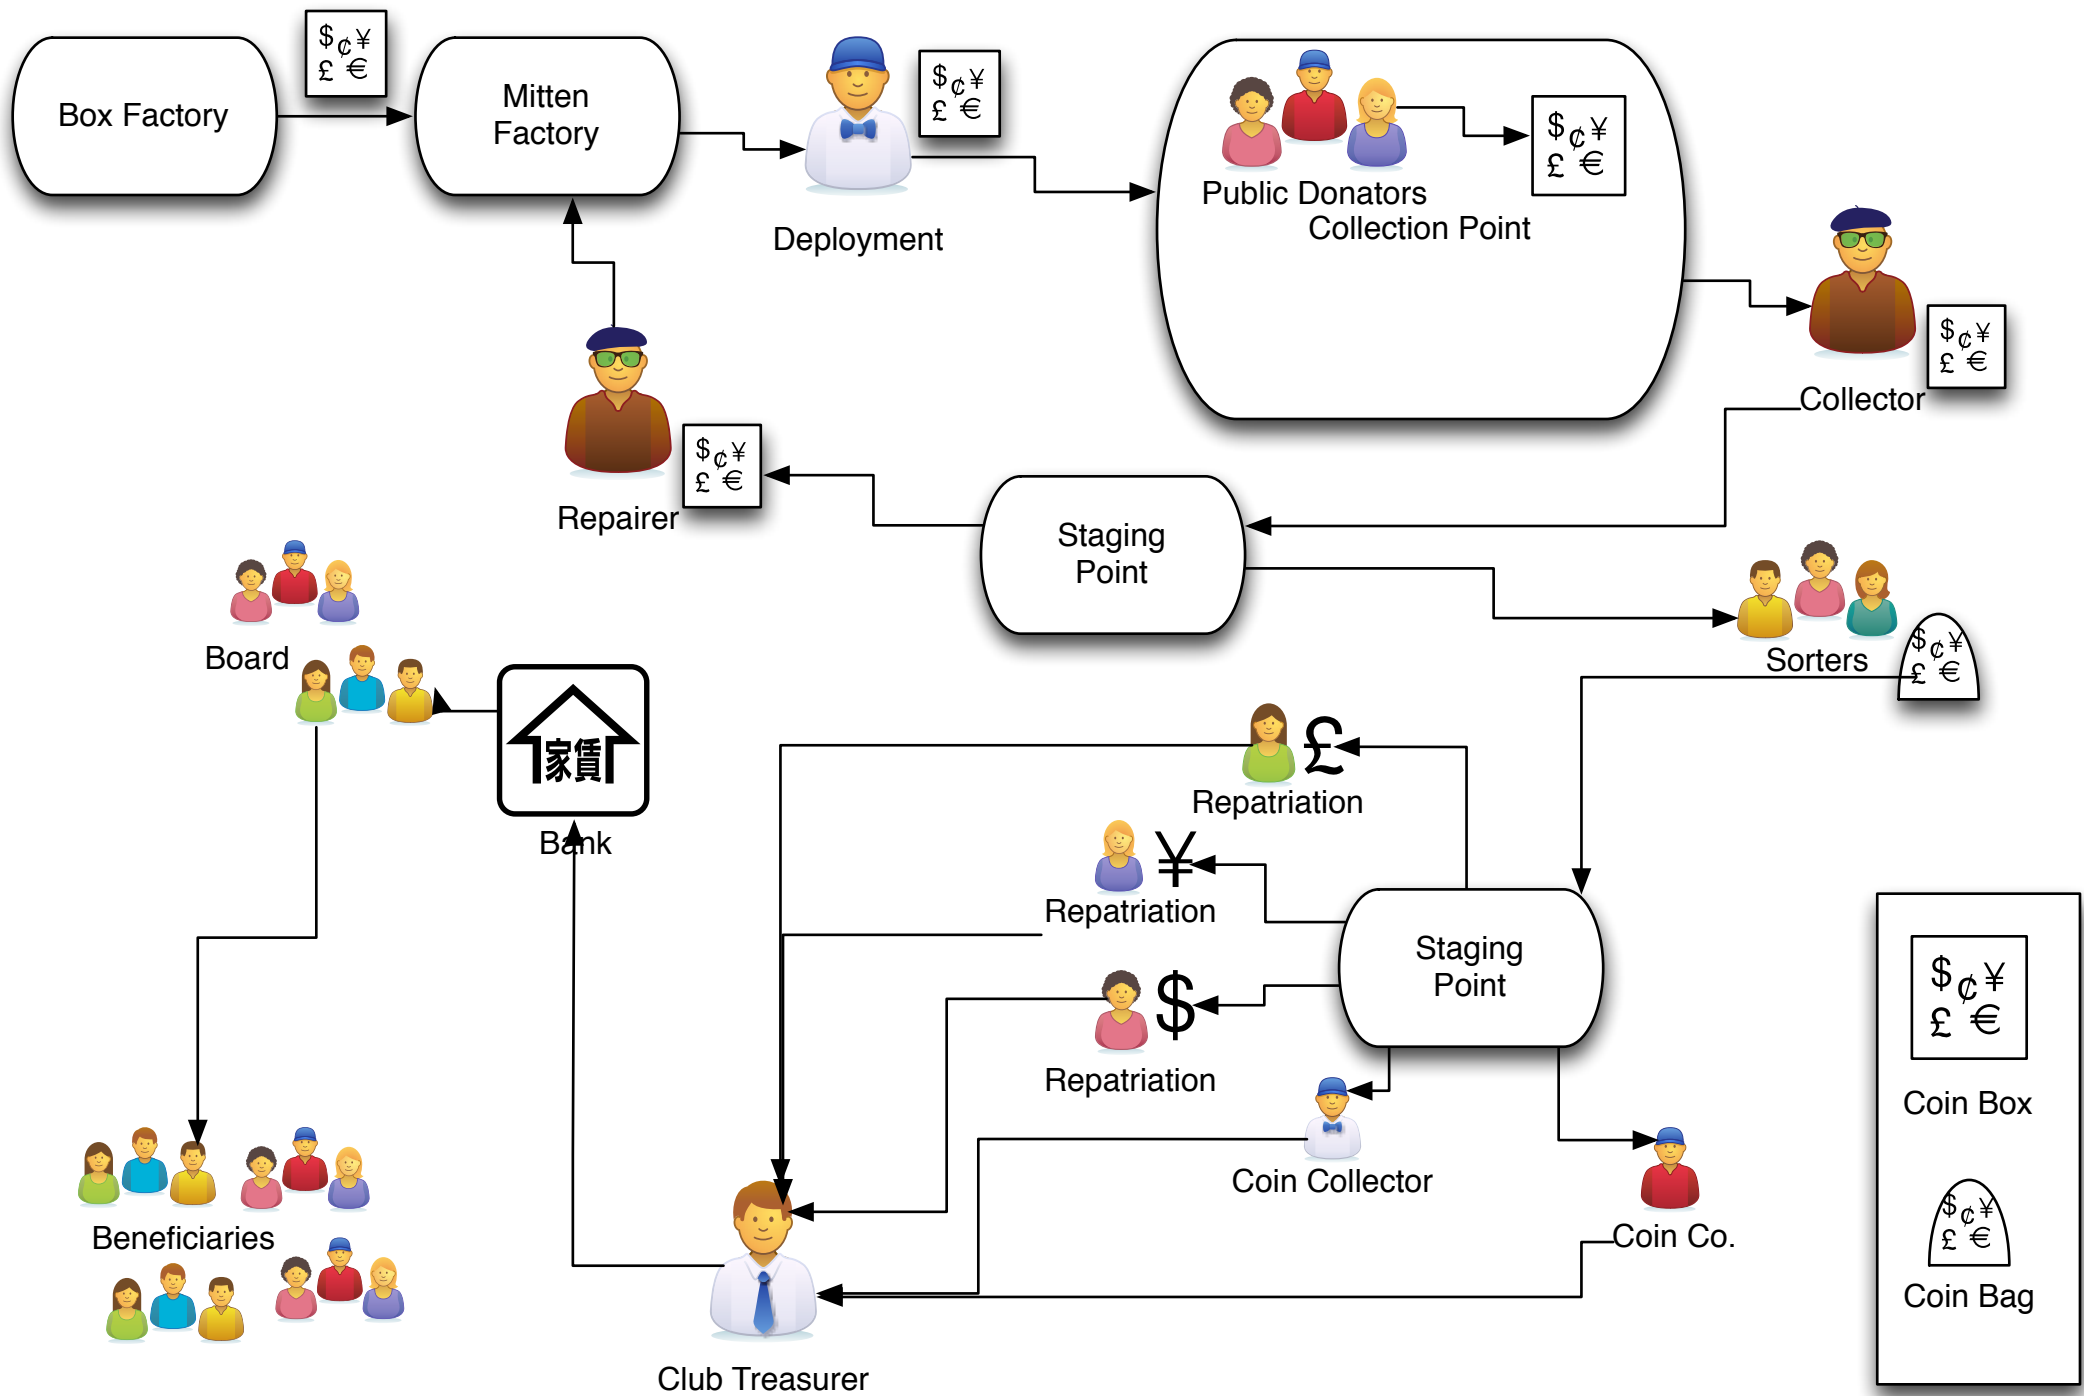 $¢¥
£ €
Box Factory
Mitten
Factory
$¢¥
£ €
Deployment
$¢¥
£ €
Public Donators
Collection Point
$¢¥
£ €
Collector
$¢¥
£ €
Repairer
Staging
Point
Sorters
$¢¥
£ €
Board
家賃
Bank
£
Repatriation
¥
Repatriation
$
Repatriation
Staging
Point
Coin Collector
Coin Co.
Beneficiaries
Club Treasurer
$¢¥
£ €
Coin Box
$¢¥
£ €
Coin Bag